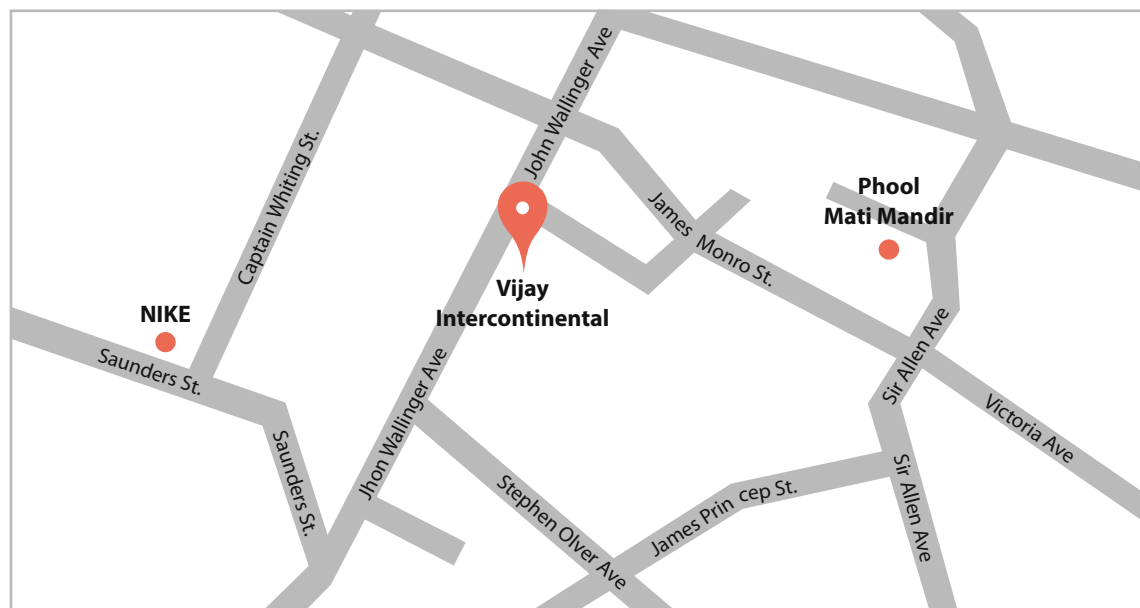 John Wallinger Ave
Captain Whiting St.
Phool
Mati Mandir
James Monro St.
Vijay
Intercontinental
NIKE
Saunders St.
Jhon Wallinger Ave
Sir Allen Ave
Victoria Ave
Saunders St.
Stephen Olver Ave
James Prin cep St.
Sir Allen Ave